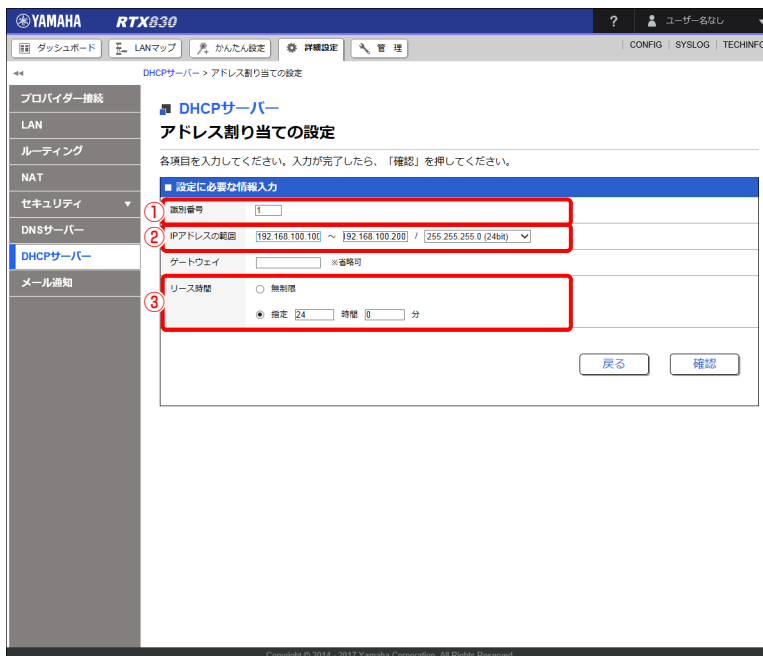 YAMAHA RTX830 ? ユーザー名なし
ダッシュボード LANマップ かんたん設定 詳細設定 管 理 CONFIG SYSLOG TECHINFO
DHCPサーバー > アドレス割り当ての設定
プロバイダー接続
LAN
ルーティング
NAT
セキュリティ
DNSサーバー
DHCPサーバー
メール通知
DHCPサーバー
アドレス割り当ての設定
各項目を入力してください。入力が完了したら、「確認」を押してください。
■ 設定に必要な情報入力
① 識別番号 1
② IPアドレスの範囲 192.168.100.100 ～ 192.168.100.200 / 255.255.255.0 (24bit)
ゲートウェイ ※省略可
③ リース時間 無制限
指定 24 時間 0 分
戻る 確認
Copyright © 2014 - 2017 Yamaha Corporation. All Rights Reserved.